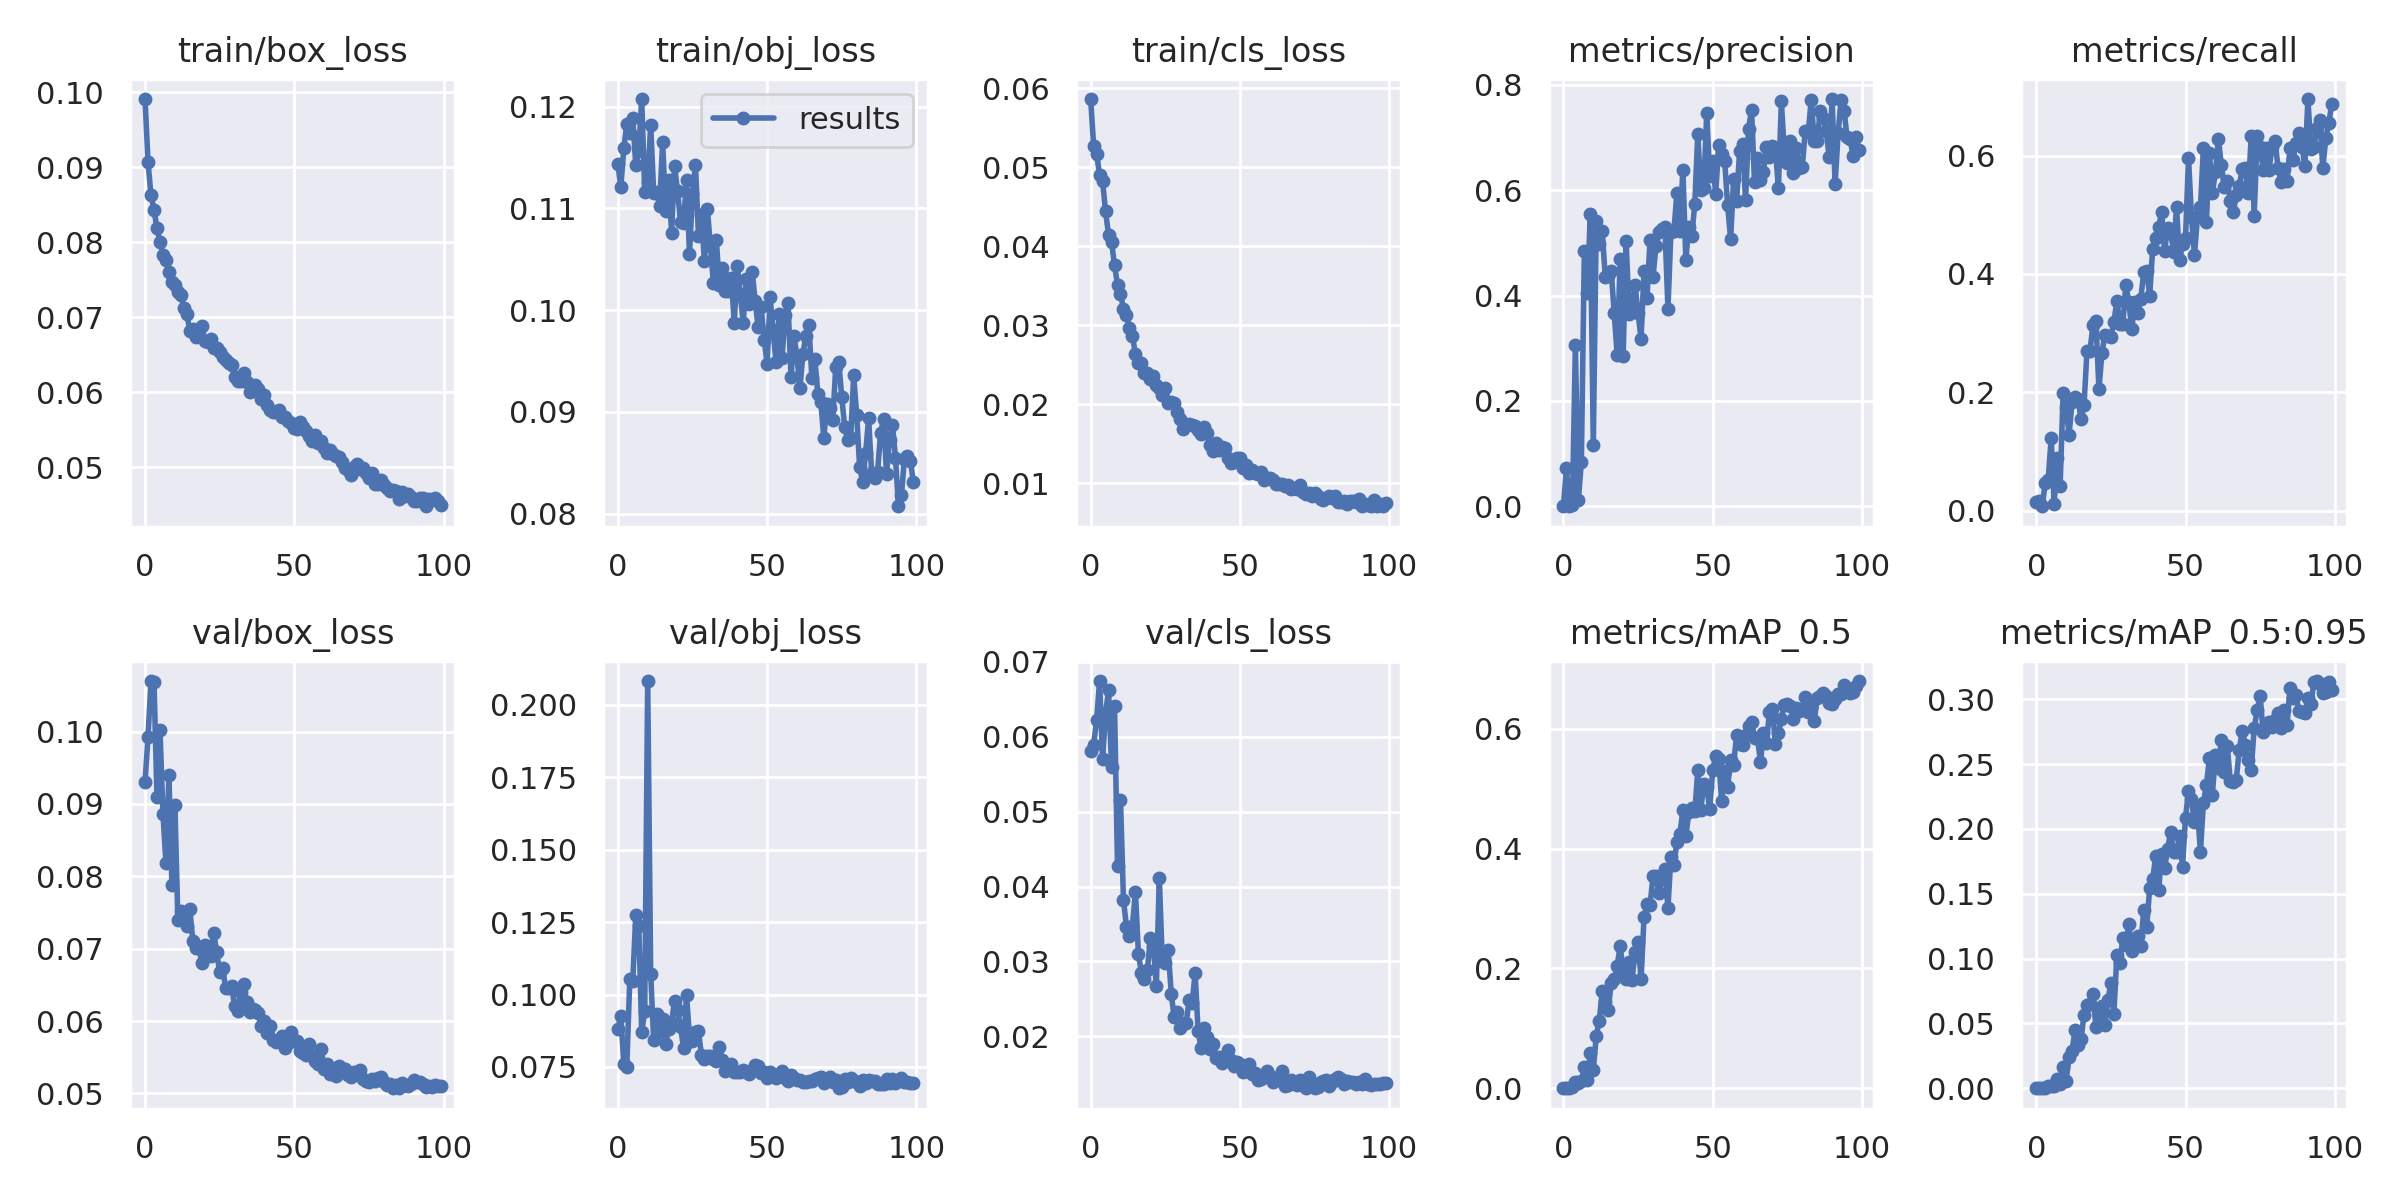 train/box_loss
0.10
0.09
0.08
0.07
0.06
0.05
0 50 100
train/obj_loss
results
0.12
0.11
0.10
0.09
0.08
0 50 100
train/cls_loss
0.06
0.05
0.04
0.03
0.02
0.01
0 50 100
metrics/precision
0.8
0.6
0.4
0.2
0.0
0 50 100
metrics/recall
0.6
0.4
0.2
0.0
0 50 100
val/box_loss
0.10
0.09
0.08
0.07
0.06
0.05
0 50 100
val/obj_loss
0.200
0.175
0.150
0.125
0.100
0.075
0 50 100
val/cls_loss
0.07
0.06
0.05
0.04
0.03
0.02
0 50 100
metrics/mAP_0.5
0.6
0.4
0.2
0.0
0 50 100
metrics/mAP_0.5:0.95
0.30
0.25
0.20
0.15
0.10
0.05
0.00
0 50 100